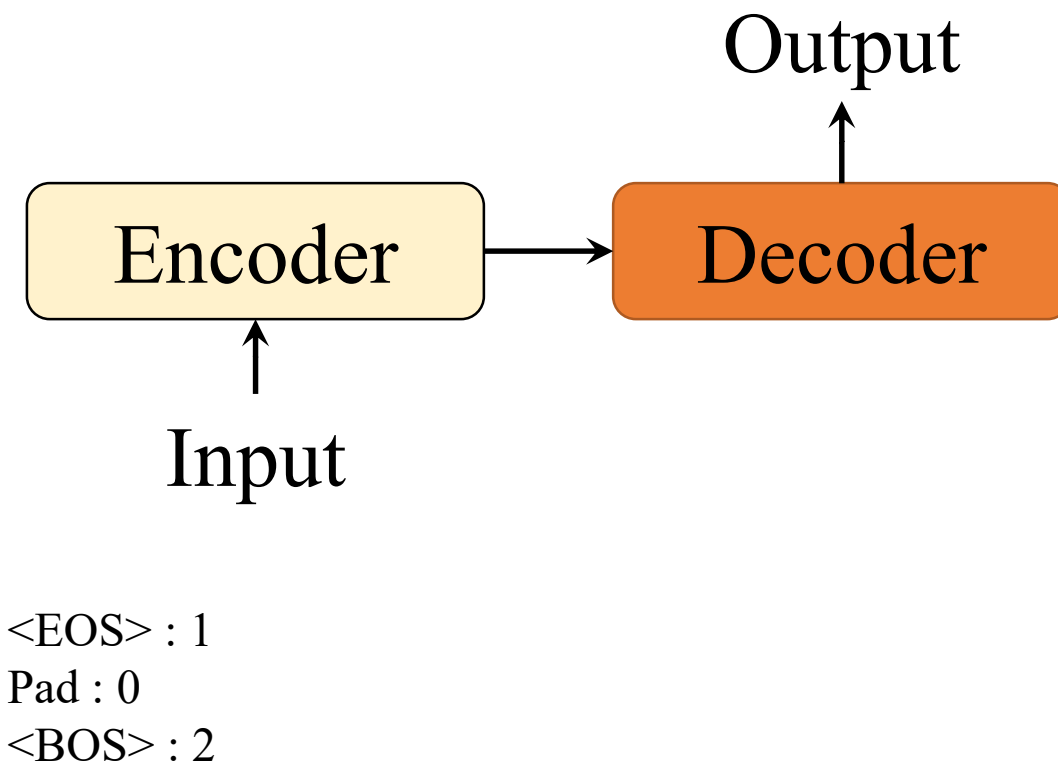 Output
Encoder
Decoder
Input
<EOS> : 1
Pad : 0
<BOS> : 2